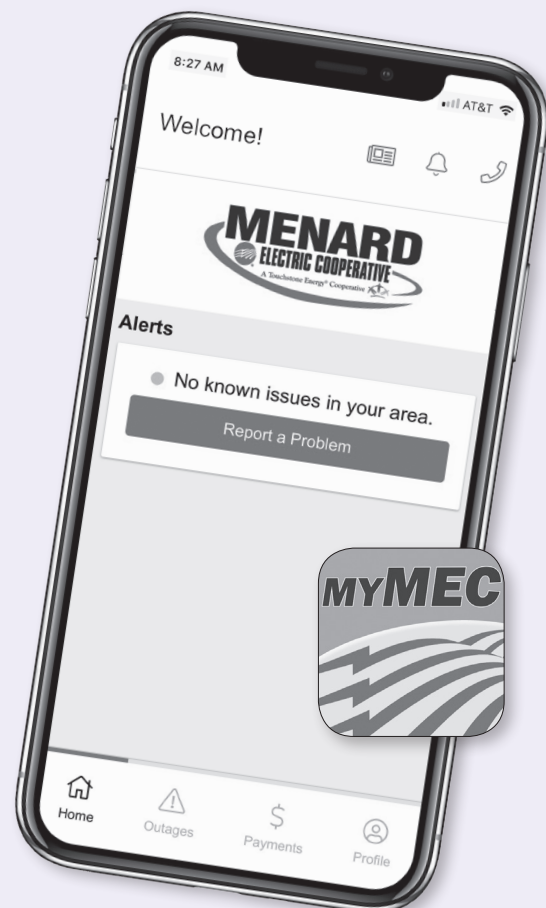 8:27 AM
AT&T
Welcome!
MENARD
ELECTRIC COOPERATIVE
A Touchstone Energy® Cooperative
Alerts
No known issues in your area.
Report a Problem
MYMEC
Home
Outages
Payments
Profile